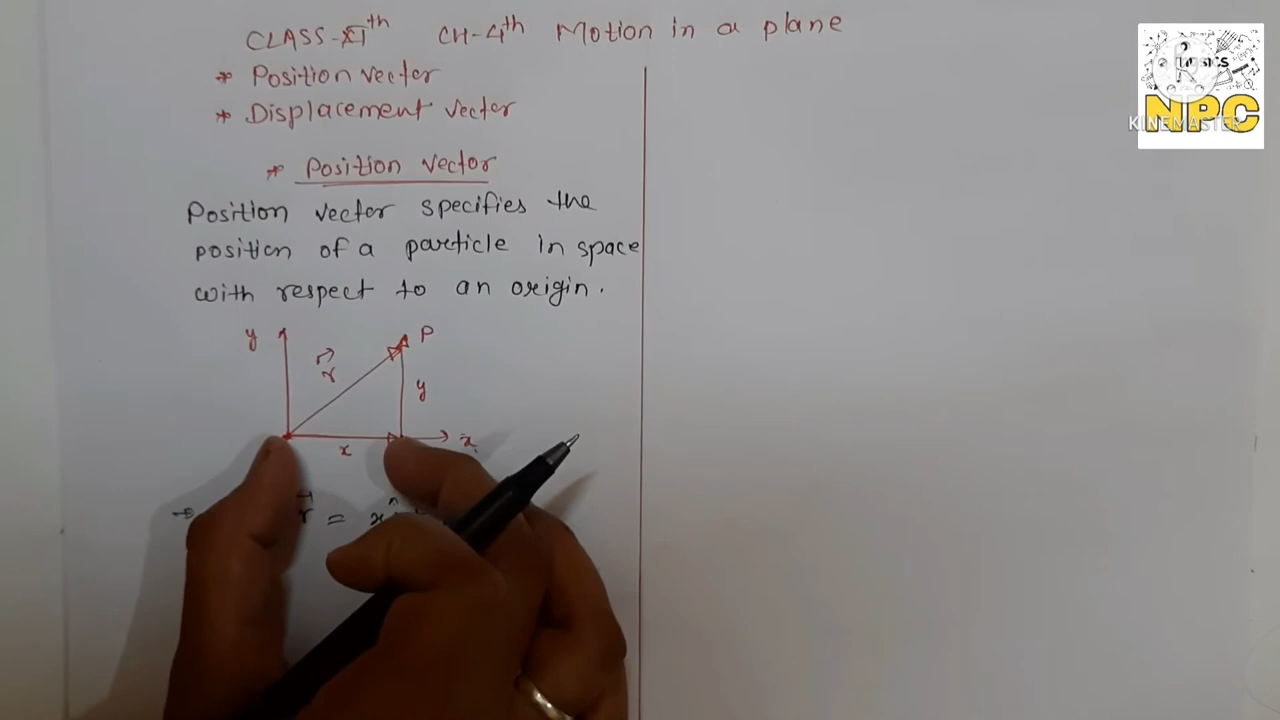 CLASS-XIth CH-4th Motion in a plane
* Position vector
* Displacement vector
* Position vector
Position vector specifies the
position of a particle in space
with respect to an origin.
y
P
r
y
x
x
r = x
NPC
KINEMASTER